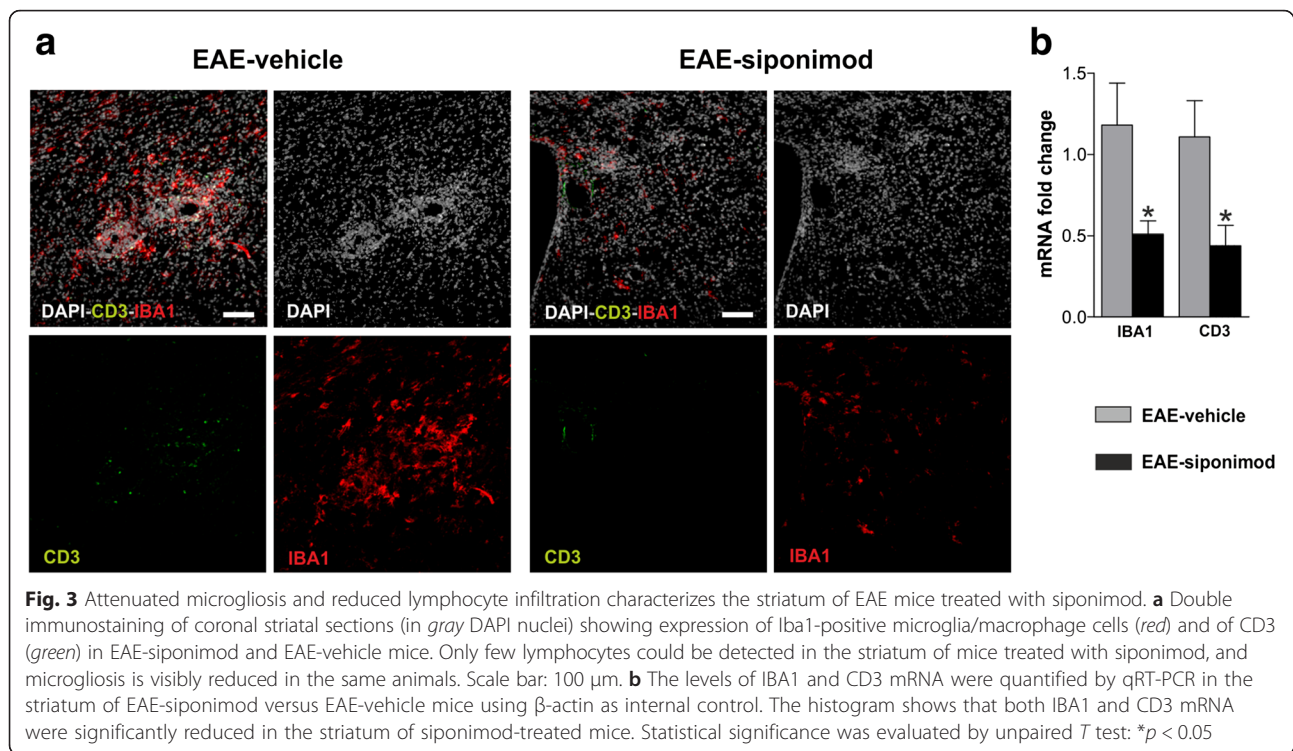 a
b
EAE-vehicle
EAE-siponimod
DAPI-CD3-IBA1
DAPI
DAPI-CD3-IBA1
DAPI
CD3
IBA1
CD3
IBA1
mRNA fold change
1.5
1.0
0.5
0.0
*
*
IBA1
CD3
EAE-vehicle
EAE-siponimod
Fig. 3 Attenuated microgliosis and reduced lymphocyte infiltration characterizes the striatum of EAE mice treated with siponimod. a Double
immunostaining of coronal striatal sections (in gray DAPI nuclei) showing expression of Iba1-positive microglia/macrophage cells (red) and of CD3
(green) in EAE-siponimod and EAE-vehicle mice. Only few lymphocytes could be detected in the striatum of mice treated with siponimod, and
microgliosis is visibly reduced in the same animals. Scale bar: 100 μm. b The levels of IBA1 and CD3 mRNA were quantified by qRT-PCR in the
striatum of EAE-siponimod versus EAE-vehicle mice using β-actin as internal control. The histogram shows that both IBA1 and CD3 mRNA
were significantly reduced in the striatum of siponimod-treated mice. Statistical significance was evaluated by unpaired T test: *p < 0.05